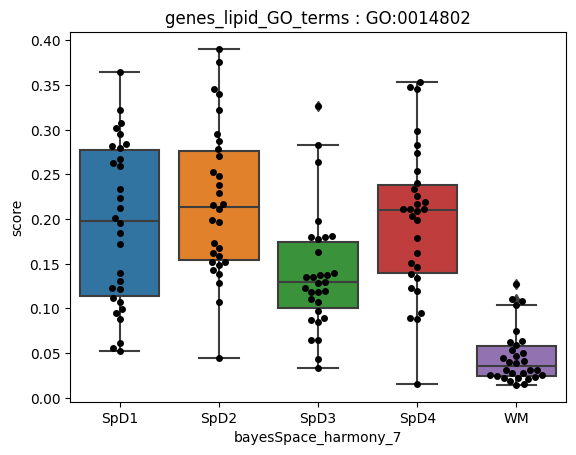 genes_lipid_GO_terms : GO:0014802
0.40
0.35
0.30
0.25
0.20
0.15
0.10
0.05
0.00
score
SpD1 SpD2 SpD3 SpD4 WM
bayesSpace_harmony_7